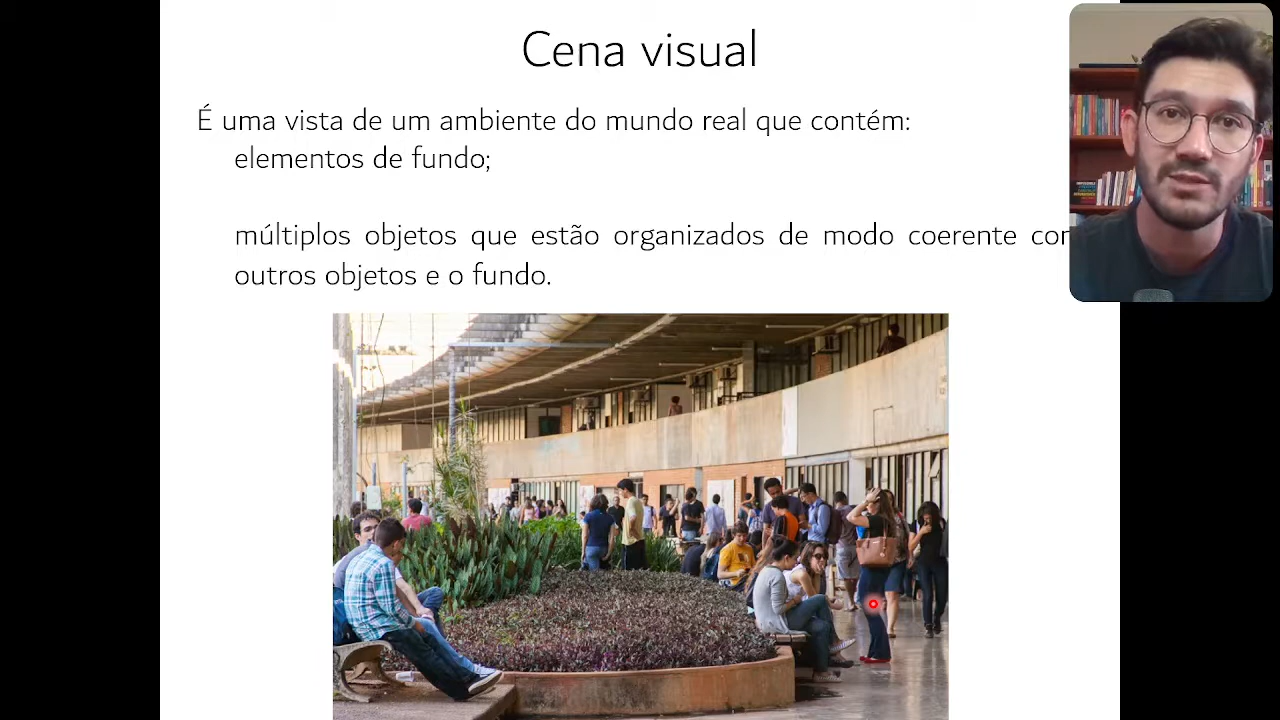 Cena visual
É uma vista de um ambiente do mundo real que contém:
elementos de fundo;
múltiplos objetos que estão organizados de modo coerente
outros objetos e o fundo.